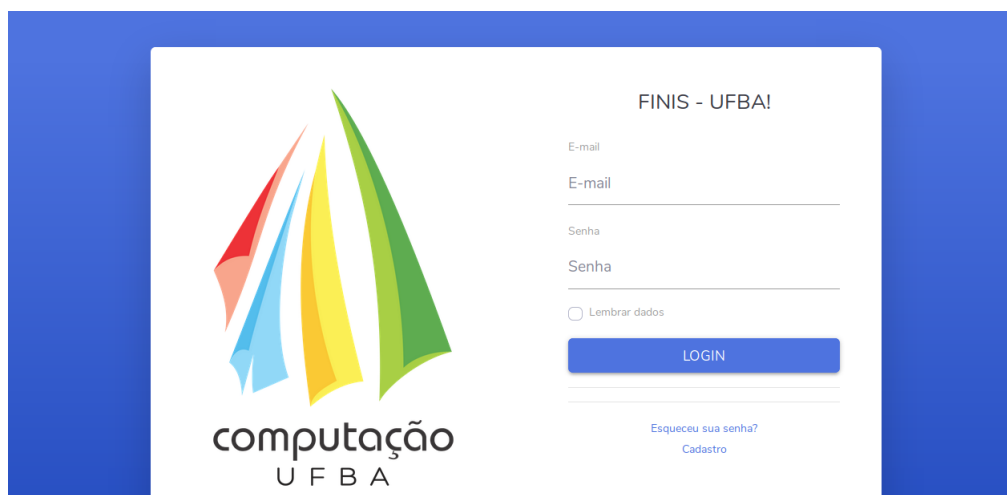 FINIS - UFBA!
E-mail
E-mail
Senha
Senha
Lembrar dados
LOGIN
Esqueceu sua senha?
Cadastro
computação
UFBA